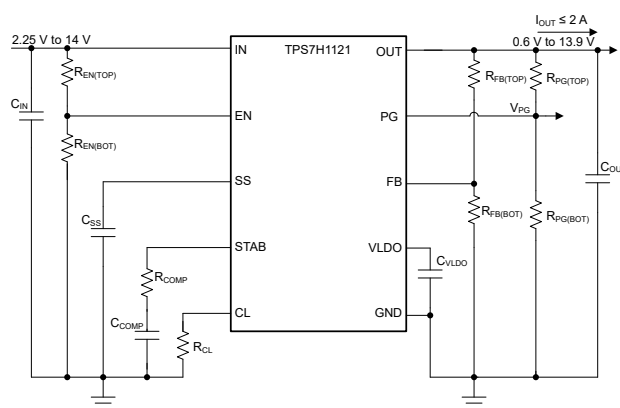 I_OUT ≤ 2 A
2.25 V to 14 V
0.6 V to 13.9 V
IN
TPS7H1121
OUT
R_EN(TOP)
R_FB(TOP)
R_PG(TOP)
C_IN
EN
PG
V_PG
R_EN(BOT)
C_OU
SS
FB
C_SS
R_FB(BOT)
R_PG(BOT)
STAB
VLDO
R_COMP
C_VLDO
C_COMP
CL
GND
R_CL